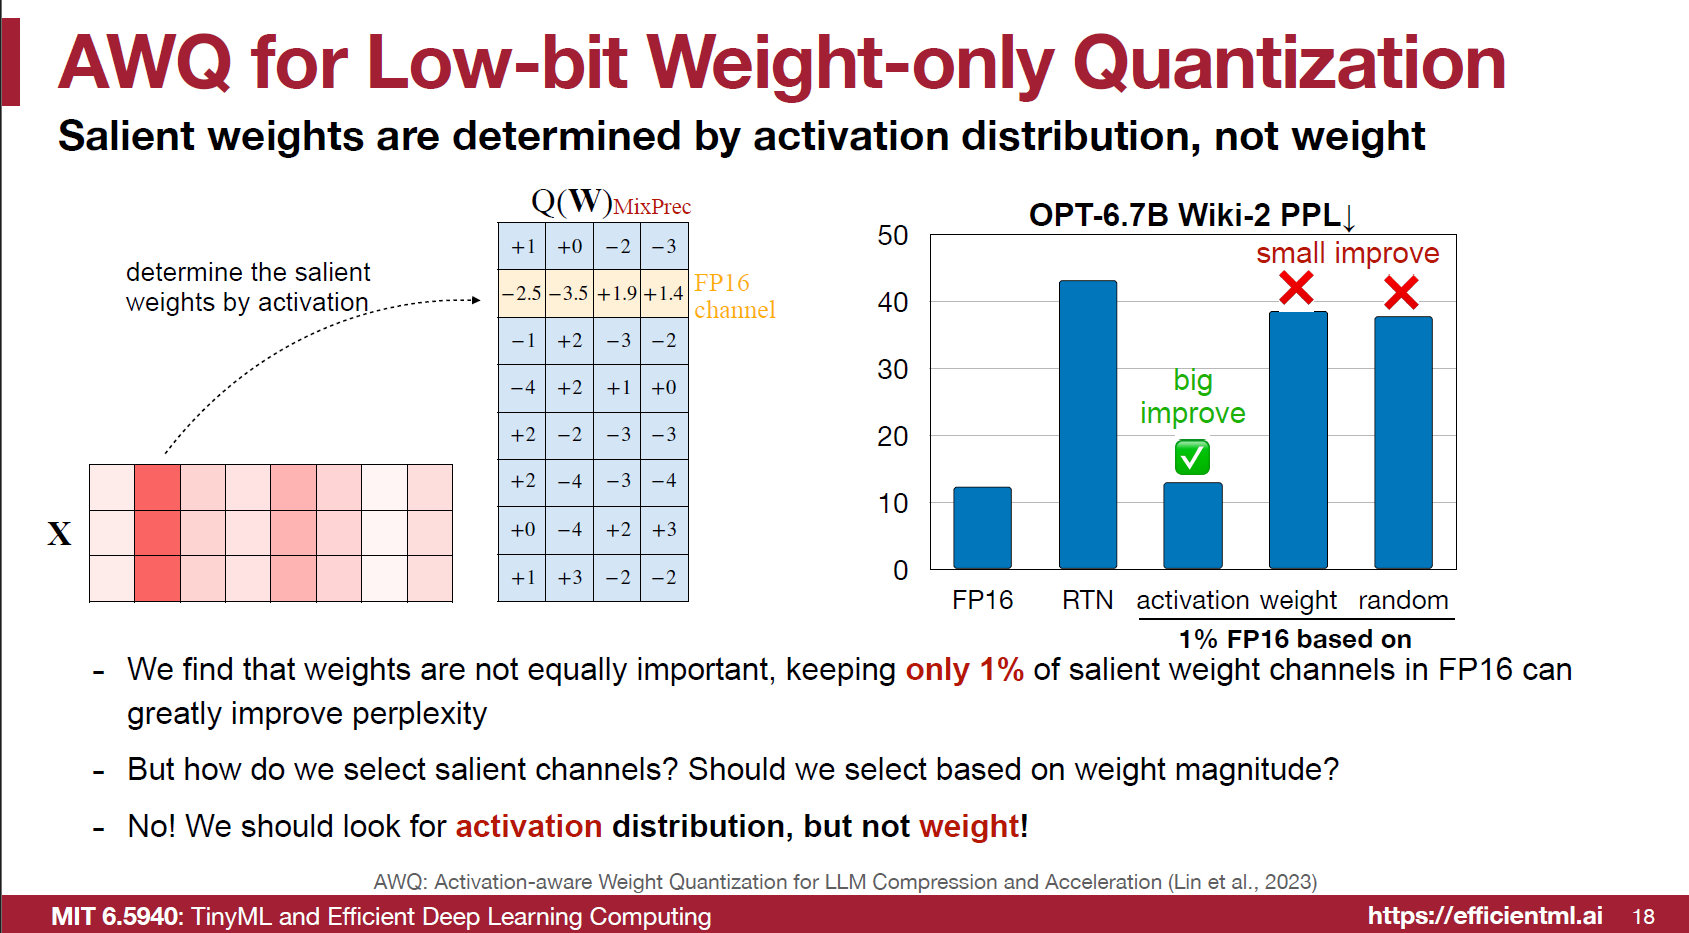 AWQ for Low-bit Weight-only Quantization
Salient weights are determined by activation distribution, not weight
determine the salient
weights by activation
X
Q(W)MixPrec
+1 +0 −2 −3
−2.5 −3.5 +1.9 +1.4
−1 +2 −3 −2
−4 +2 +1 +0
+2 −2 −3 −3
+2 −4 −3 −4
+0 −4 +2 +3
+1 +3 −2 −2
FP16
channel
OPT-6.7B Wiki-2 PPL↓
50
40
30
20
10
0
small improve
big
improve
FP16 RTN activation weight random
1% FP16 based on
- We find that weights are not equally important, keeping only 1% of salient weight channels in FP16 can
greatly improve perplexity
- But how do we select salient channels? Should we select based on weight magnitude?
- No! We should look for activation distribution, but not weight!
AWQ: Activation-aware Weight Quantization for LLM Compression and Acceleration (Lin et al., 2023)
MIT 6.5940: TinyML and Efficient Deep Learning Computing
https://efficientml.ai 18